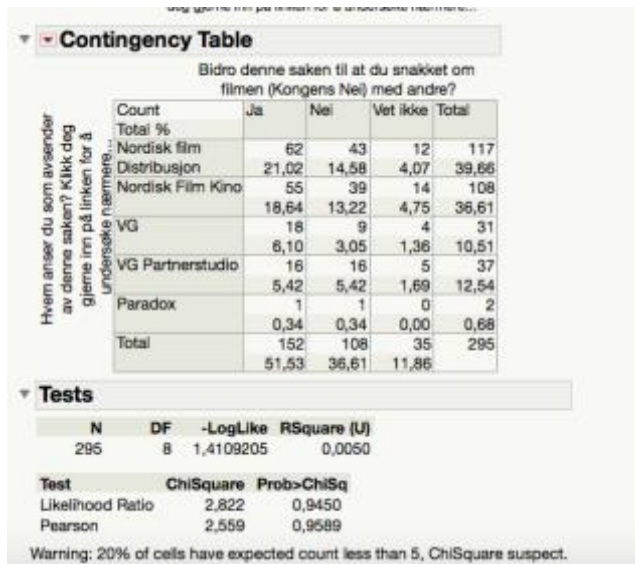 Contingency Table
Bidro denne saken til at du snakket om
filmen (Kongens Nei) med andre?
Hvem anser du som avsender
av denne saken? Klikk deg
gjerne inn på linken for å
undersøke nærmere...
Count Ja Nei Vet ikke Total
Total %
Nordisk film 62 43 12 117
Distribusjon 21,02 14,58 4,07 39,66
Nordisk Film Kino 55 39 14 108
18,64 13,22 4,75 36,61
VG 18 9 4 31
6,10 3,05 1,36 10,51
VG Partnerstudio 16 16 5 37
5,42 5,42 1,69 12,54
Paradox 1 1 0 2
0,34 0,34 0,00 0,68
Total 152 108 35 295
51,53 36,61 11,86
Tests
N DF -LogLike RSquare (U)
295 8 1,4109205 0,0050
Test ChiSquare Prob>ChiSq
Likelihood Ratio 2,822 0,9450
Pearson 2,559 0,9589
Warning: 20% of cells have expected count less than 5, ChiSquare suspect.